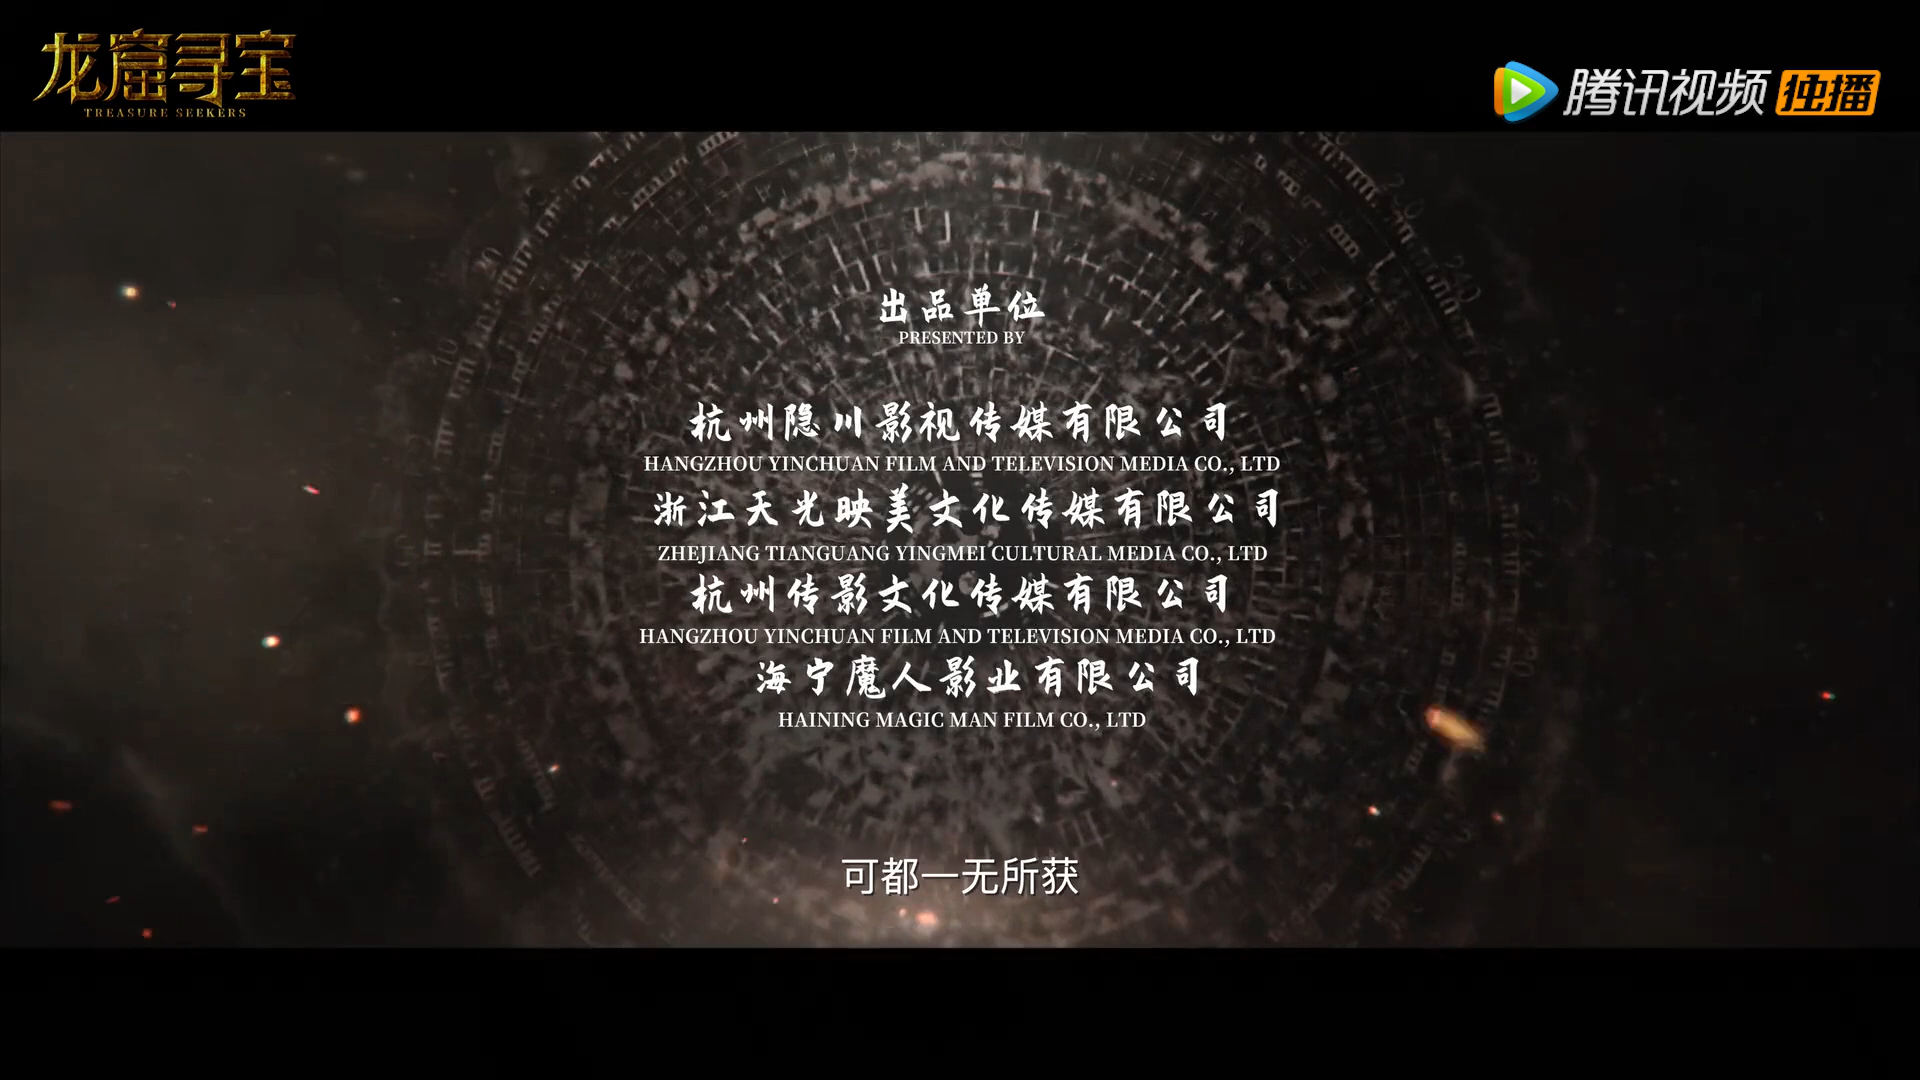 龙窟寻宝
TREASURE SEEKERS
腾讯视频 独播
出品单位
PRESENTED BY
杭州隐川影视传媒有限公司
HANGZHOU YINCHUAN FILM AND TELEVISION MEDIA CO., LTD
浙江天光映美文化传媒有限公司
ZHEJIANG TIANGUANG YINGMEI CULTURAL MEDIA CO., LTD
杭州传影文化传媒有限公司
HANGZHOU YINCHUAN FILM AND TELEVISION MEDIA CO., LTD
海宁魔人影业有限公司
HAINING MAGIC MAN FILM CO., LTD
可都一无所获